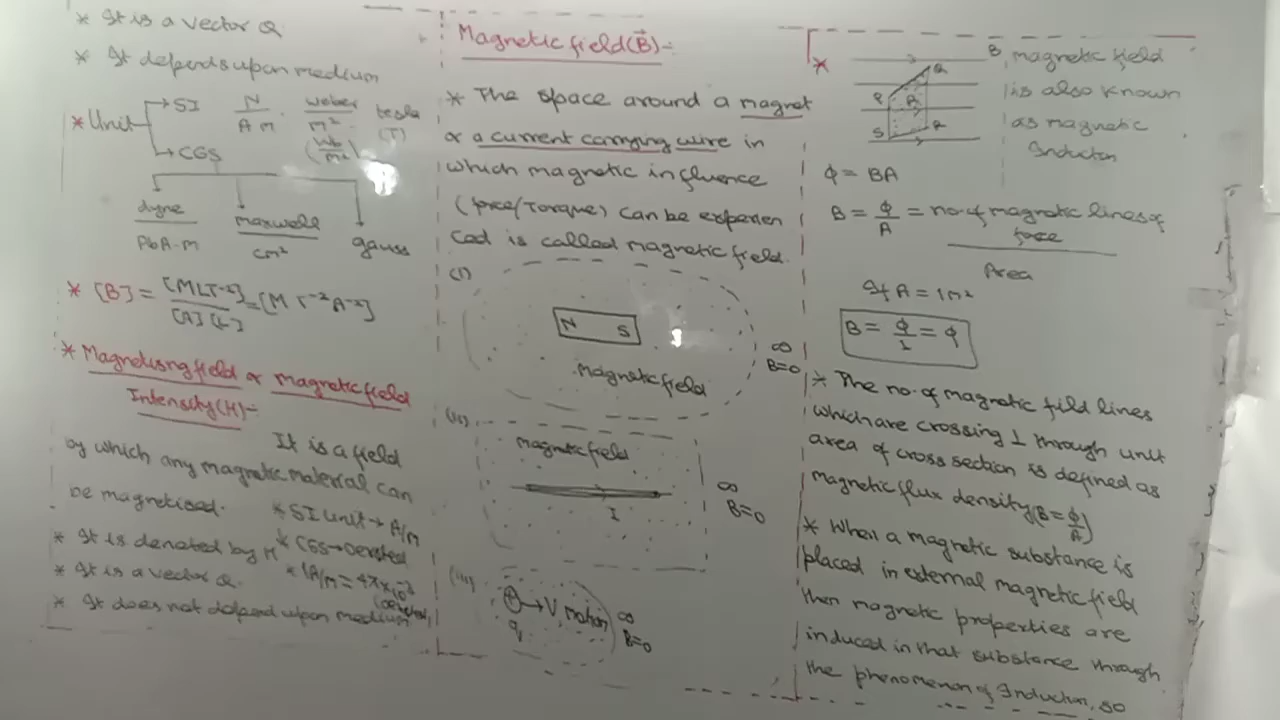 * It is a vector Q.
* It depends upon medium
* Unit
SI N/Am . weber/m² . tesla (T)
(wb/m²)
CGS
dyne/AbA.m maxwell/cm² gauss
* [B] = [MLT⁻²]/[A][L] = [M T⁻² A⁻²]
* Magnetising field or magnetic field
Intensity(H)-
It is a field
by which any magnetic material can
be magnetised.
* SI unit → A/m
* It is denoted by H
* CGS → Oersted
* It is a vector Q.
* 1A/m = 4π×10⁻³
(oersted)
* It does not depend upon medium
Magnetic field(B⃗)-
* The space around a magnet
or a current carrying wire in
which magnetic influence
(force/Torque) can be experien
ced is called magnetic field.
(i)
N S
magnetic field
∞
B=0
(ii)
magnetic field
I
∞
B=0
(iii)
+ → V motion
q
∞
B=0
*
B
Q
P
A
S
R
magnetic field
is also known
as magnetic
Induction
φ = BA
B = φ/A = no. of magnetic lines of force/Area
If A = 1m²
B = φ/1 = φ
* The no. of magnetic fild lines
which are crossing ⊥ through unit
area of cross section is defined as
magnetic flux density (B = φ/A)
* When a magnetic substance is
placed in external magnetic field
then magnetic properties are
induced in that substance through
the phenomenon of Induction, so